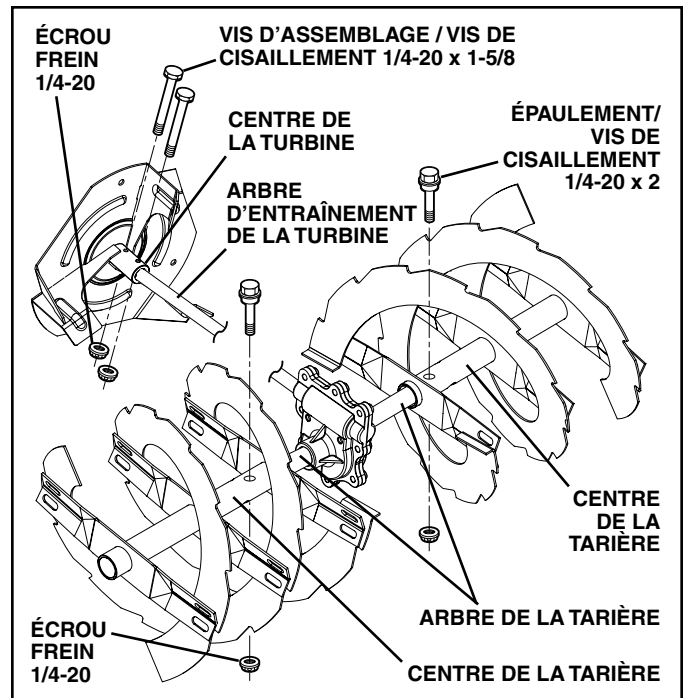 ÉCROU
FREIN
1/4-20
VIS D'ASSEMBLAGE / VIS DE
CISAILLEMENT 1/4-20 x 1-5/8
CENTRE DE
LA TURBINE
ARBRE
D'ENTRAÎNEMENT
DE LA TURBINE
ÉPAULEMENT/
VIS DE
CISAILLEMENT
1/4-20 x 2
CENTRE
DE LA
TARIÈRE
ARBRE DE LA TARIÈRE
CENTRE DE LA TARIÈRE
ÉCROU
FREIN
1/4-20